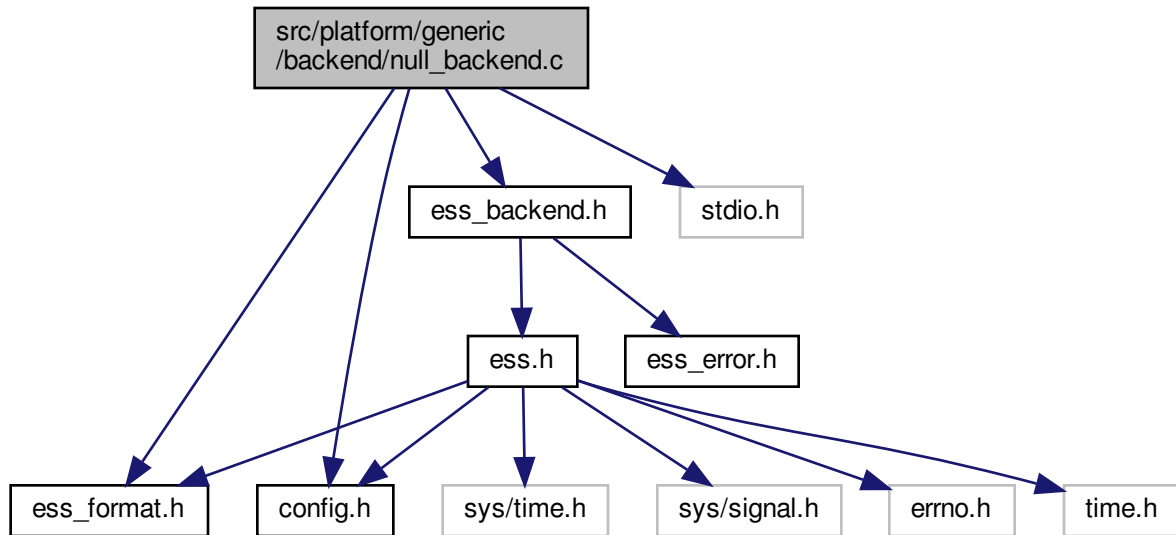 src/platform/generic
/backend/null_backend.c
ess_backend.h
stdio.h
ess.h
ess_error.h
ess_format.h
config.h
sys/time.h
sys/signal.h
errno.h
time.h